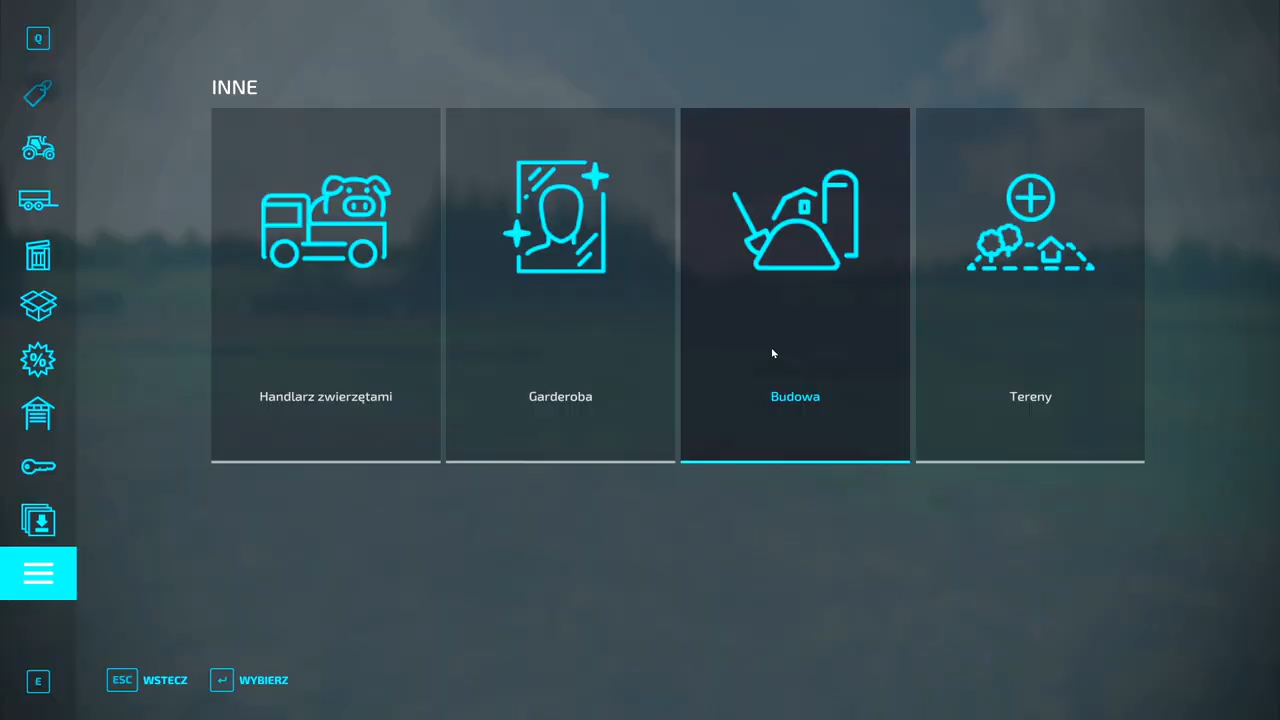 Q
INNE
Handlarz zwierzętami
Garderoba
Budowa
Tereny
%
E
ESC WSTECZ
WYBIERZ